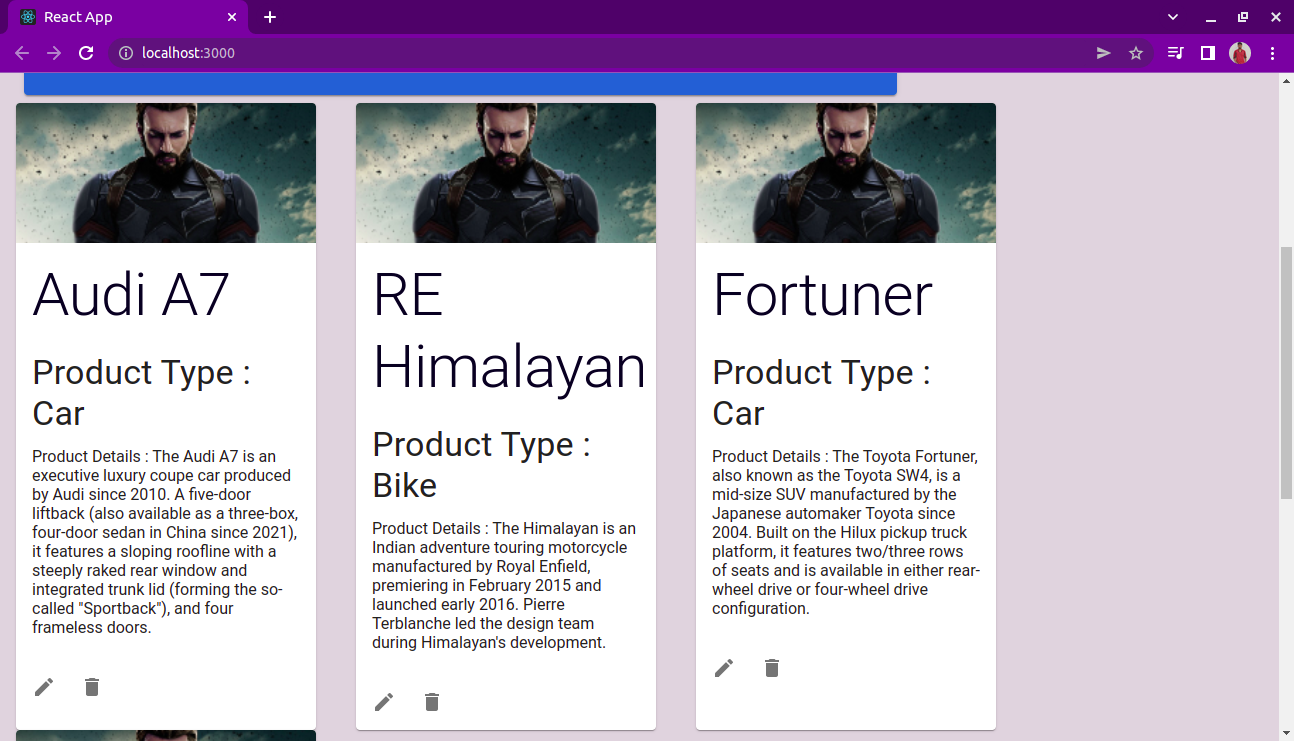 React App
localhost:3000
Audi A7
Product Type :
Car
Product Details : The Audi A7 is an
executive luxury coupe car produced
by Audi since 2010. A five-door
liftback (also available as a three-box,
four-door sedan in China since 2021),
it features a sloping roofline with a
steeply raked rear window and
integrated trunk lid (forming the so-
called "Sportback"), and four
frameless doors.
RE
Himalayan
Product Type :
Bike
Product Details : The Himalayan is an
Indian adventure touring motorcycle
manufactured by Royal Enfield,
premiering in February 2015 and
launched early 2016. Pierre
Terblanche led the design team
during Himalayan's development.
Fortuner
Product Type :
Car
Product Details : The Toyota Fortuner,
also known as the Toyota SW4, is a
mid-size SUV manufactured by the
Japanese automaker Toyota since
2004. Built on the Hilux pickup truck
platform, it features two/three rows
of seats and is available in either rear-
wheel drive or four-wheel drive
configuration.